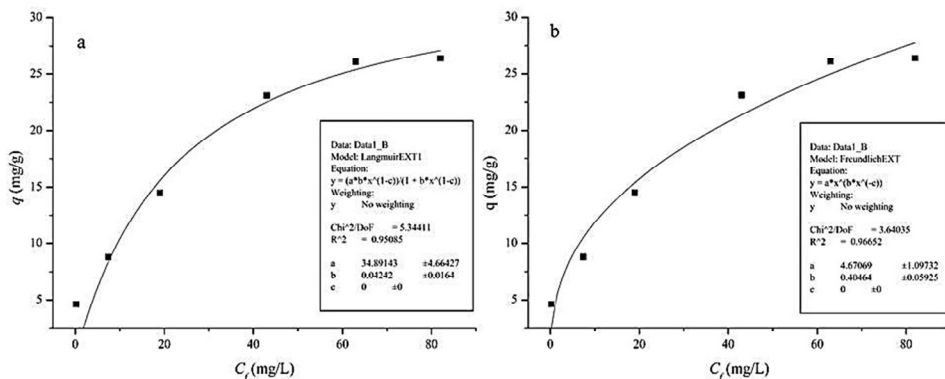 a
30
25
20
15
10
5
q (mg/g)
0
20
40
60
80
C_f (mg/L)
Data: Data1_B
Model: LangmuirEXT1
Equation:
y = (a*b*x^(1-c))/(1 + b*x^(1-c))
Weighting:
y No weighting
Chi^2/DoF = 5.34411
R^2 = 0.95085
a 34.89143 ±4.66427
b 0.04242 ±0.0164
c 0 ±0
b
30
25
20
15
10
5
q (mg/g)
0
20
40
60
80
C_f (mg/L)
Data: Data1_B
Model: FreundlichEXT
Equation:
y = a*x^(b*x^(-c))
Weighting:
y No weighting
Chi^2/DoF = 3.64035
R^2 = 0.96652
a 4.67069 ±1.09732
b 0.40464 ±0.05925
c 0 ±0